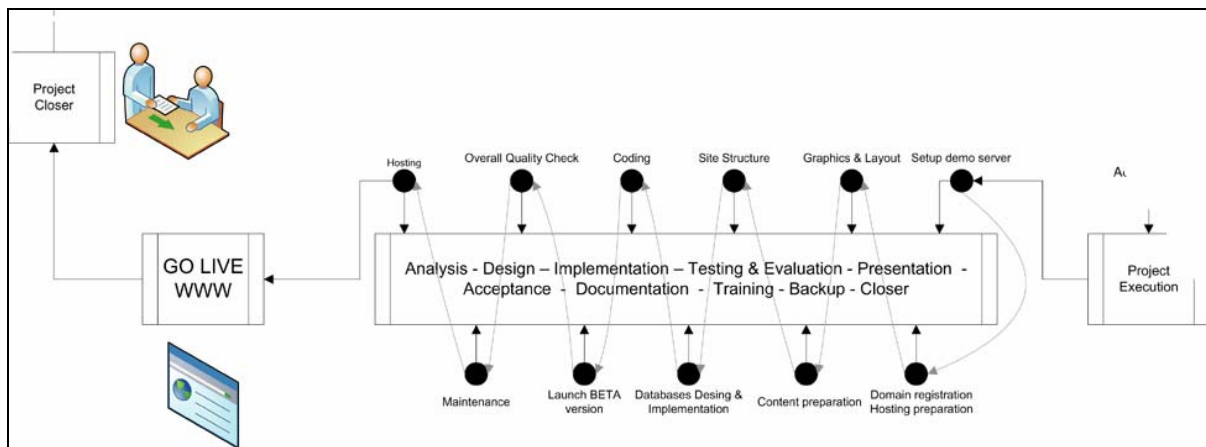 Project
Closer
Hosting
Overall Quality Check
Coding
Site Structure
Graphics & Layout
Setup demo server
GO LIVE
WWW
Analysis - Design – Implementation – Testing & Evaluation - Presentation -
Acceptance - Documentation - Training - Backup - Closer
Project
Execution
Maintenance
Launch BETA
version
Databases Desing &
Implementation
Content preparation
Domain registration
Hosting preparation